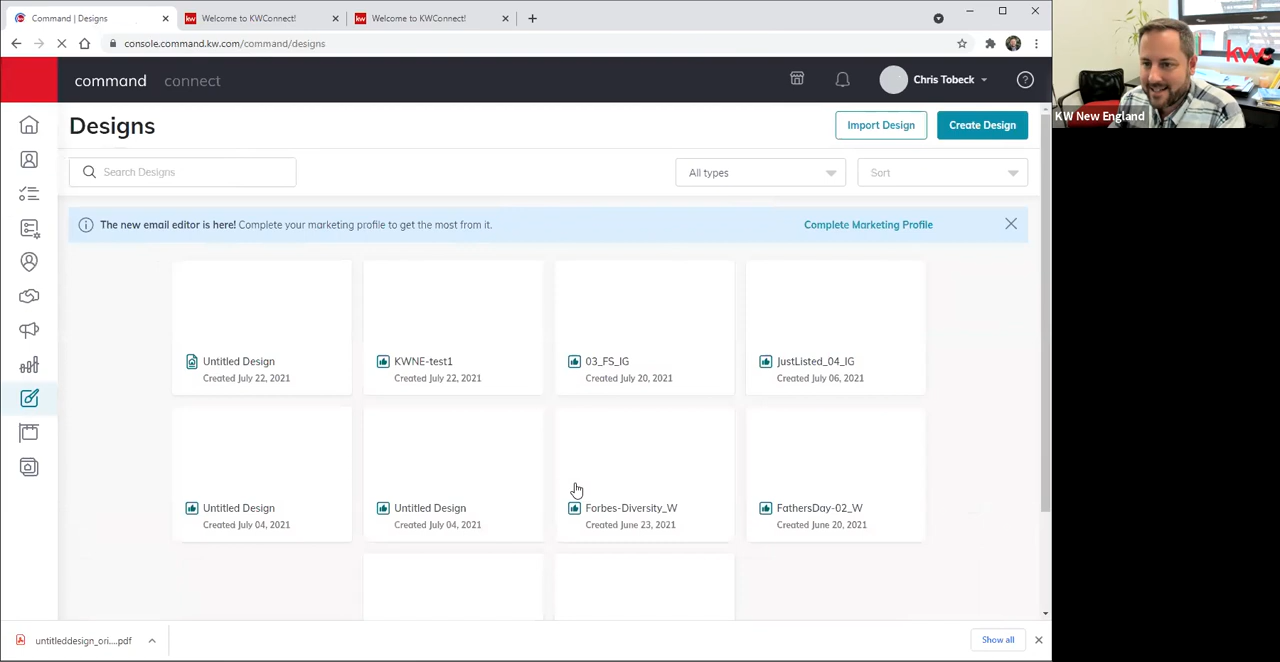 Command | Designs
Welcome to KWConnect!
Welcome to KWConnect!
console.command.kw.com/command/designs
command connect
Chris Tobeck
Designs
Import Design
Create Design
Search Designs
All types
Sort
The new email editor is here! Complete your marketing profile to get the most from it.
Complete Marketing Profile
Untitled Design
Created July 22, 2021
KWNE-test1
Created July 22, 2021
03_FS_IG
Created July 20, 2021
JustListed_04_IG
Created July 06, 2021
Untitled Design
Created July 04, 2021
Untitled Design
Created July 04, 2021
Forbes-Diversity_W
Created June 23, 2021
FathersDay-02_W
Created June 20, 2021
untitleddesign_ori....pdf
Show all
kw
KW New England